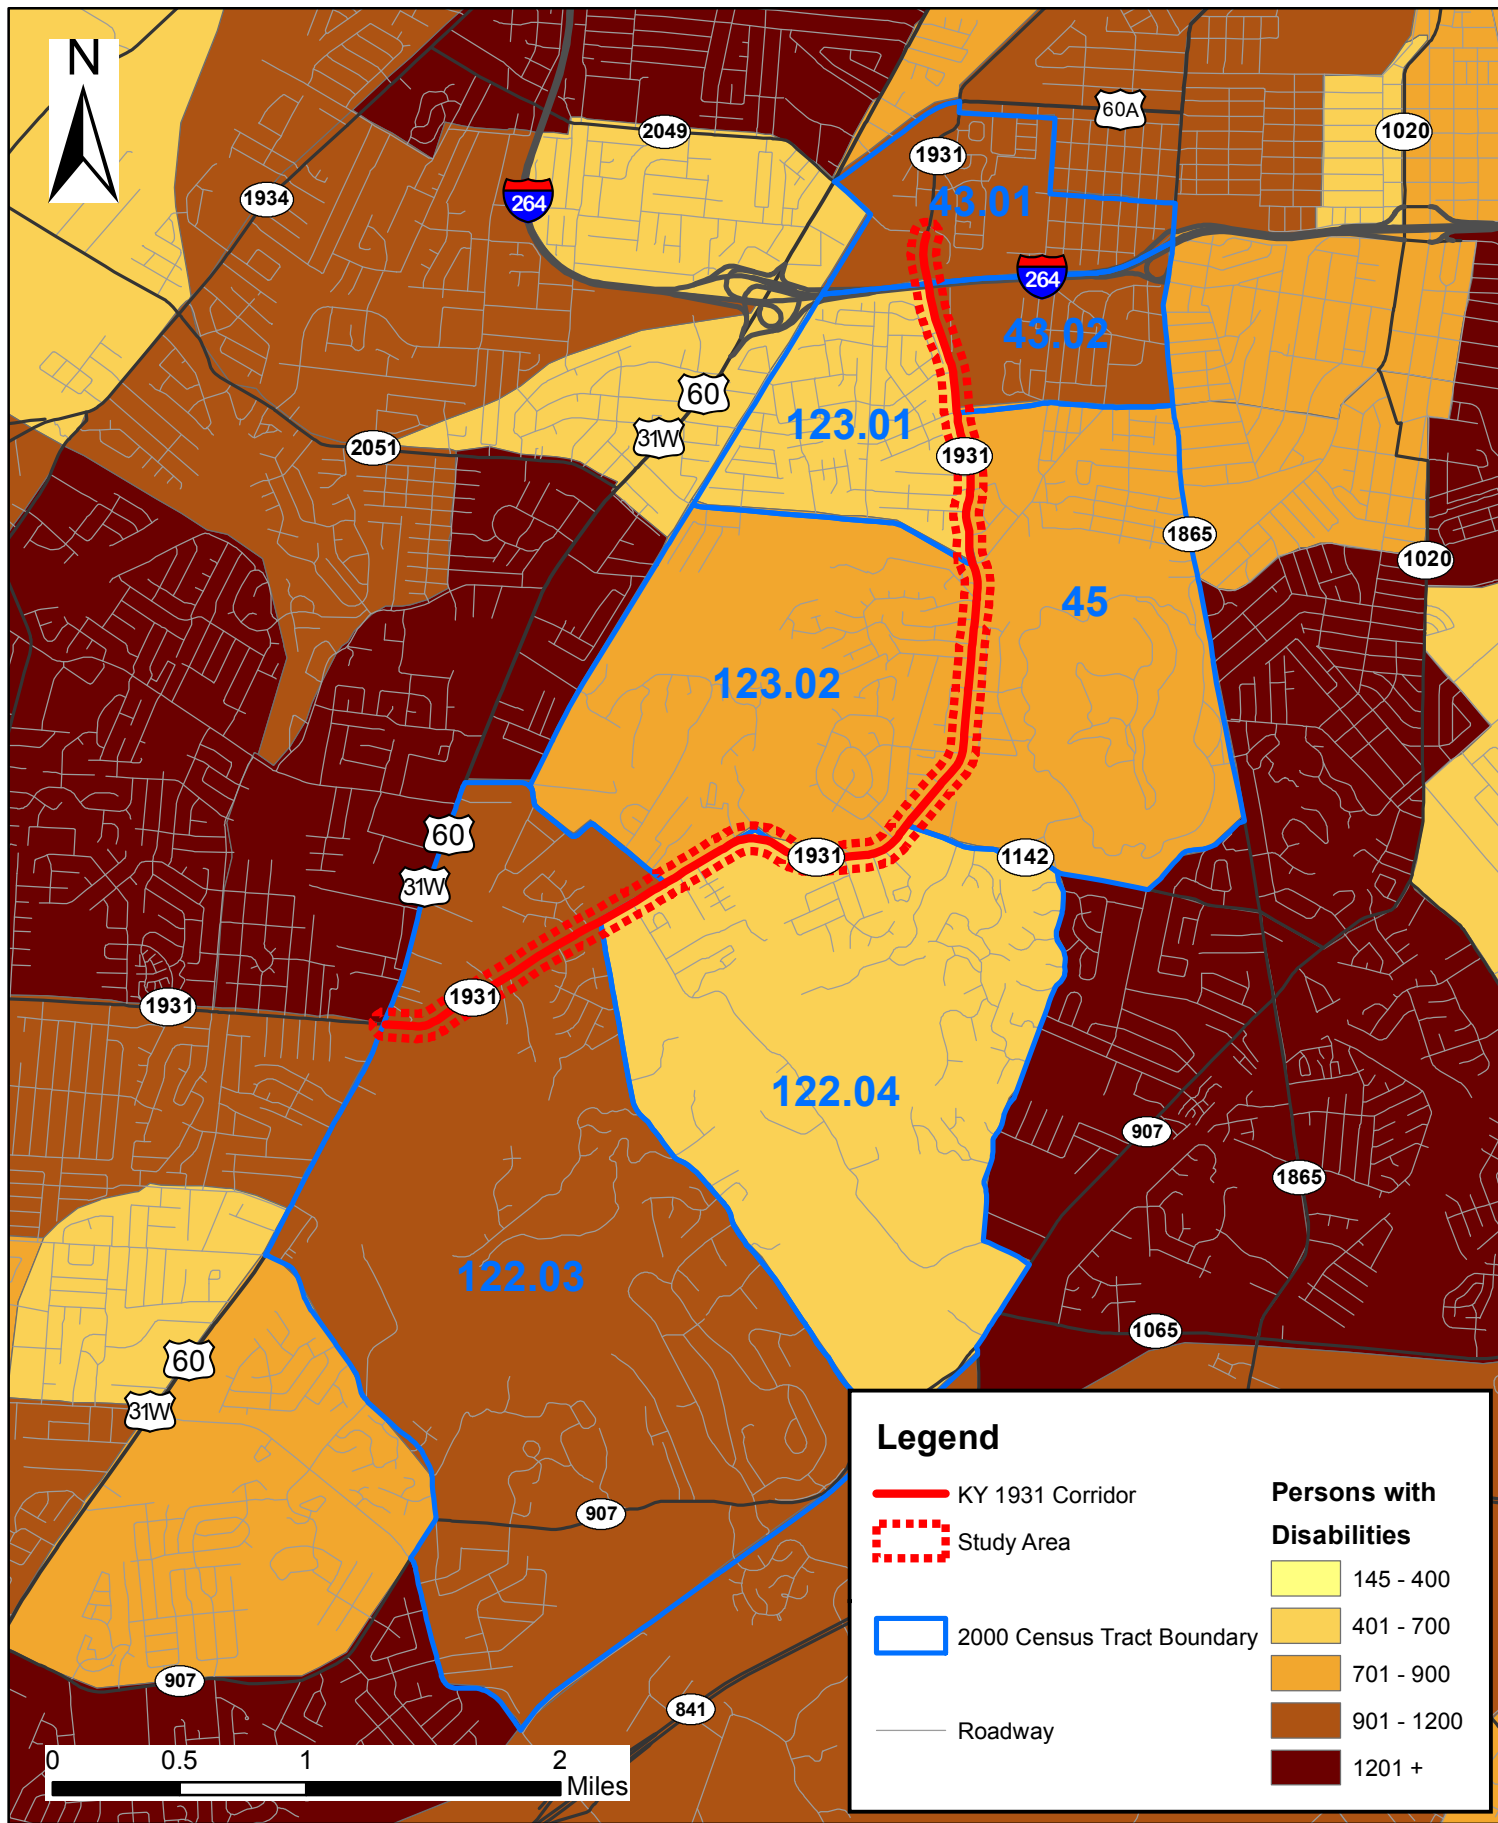 N
2049
60A
1020
1931
1934
264
43.01
264
43.02
60
31W
123.01
2051
1931
1865
1020
45
123.02
60
1931
1142
31W
1931
1931
122.04
907
1865
122.03
1065
60
31W
907
907
841
Legend
KY 1931 Corridor
Study Area
2000 Census Tract Boundary
Roadway
Persons with
Disabilities
145 - 400
401 - 700
701 - 900
901 - 1200
1201 +
0 0.5 1 2
Miles